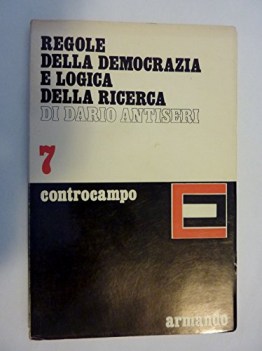 REGOLE
DELLA DEMOCRAZIA
E LOGICA
DELLA RICERCA
DI DARIO ANTISERI
7
controcampo
armando